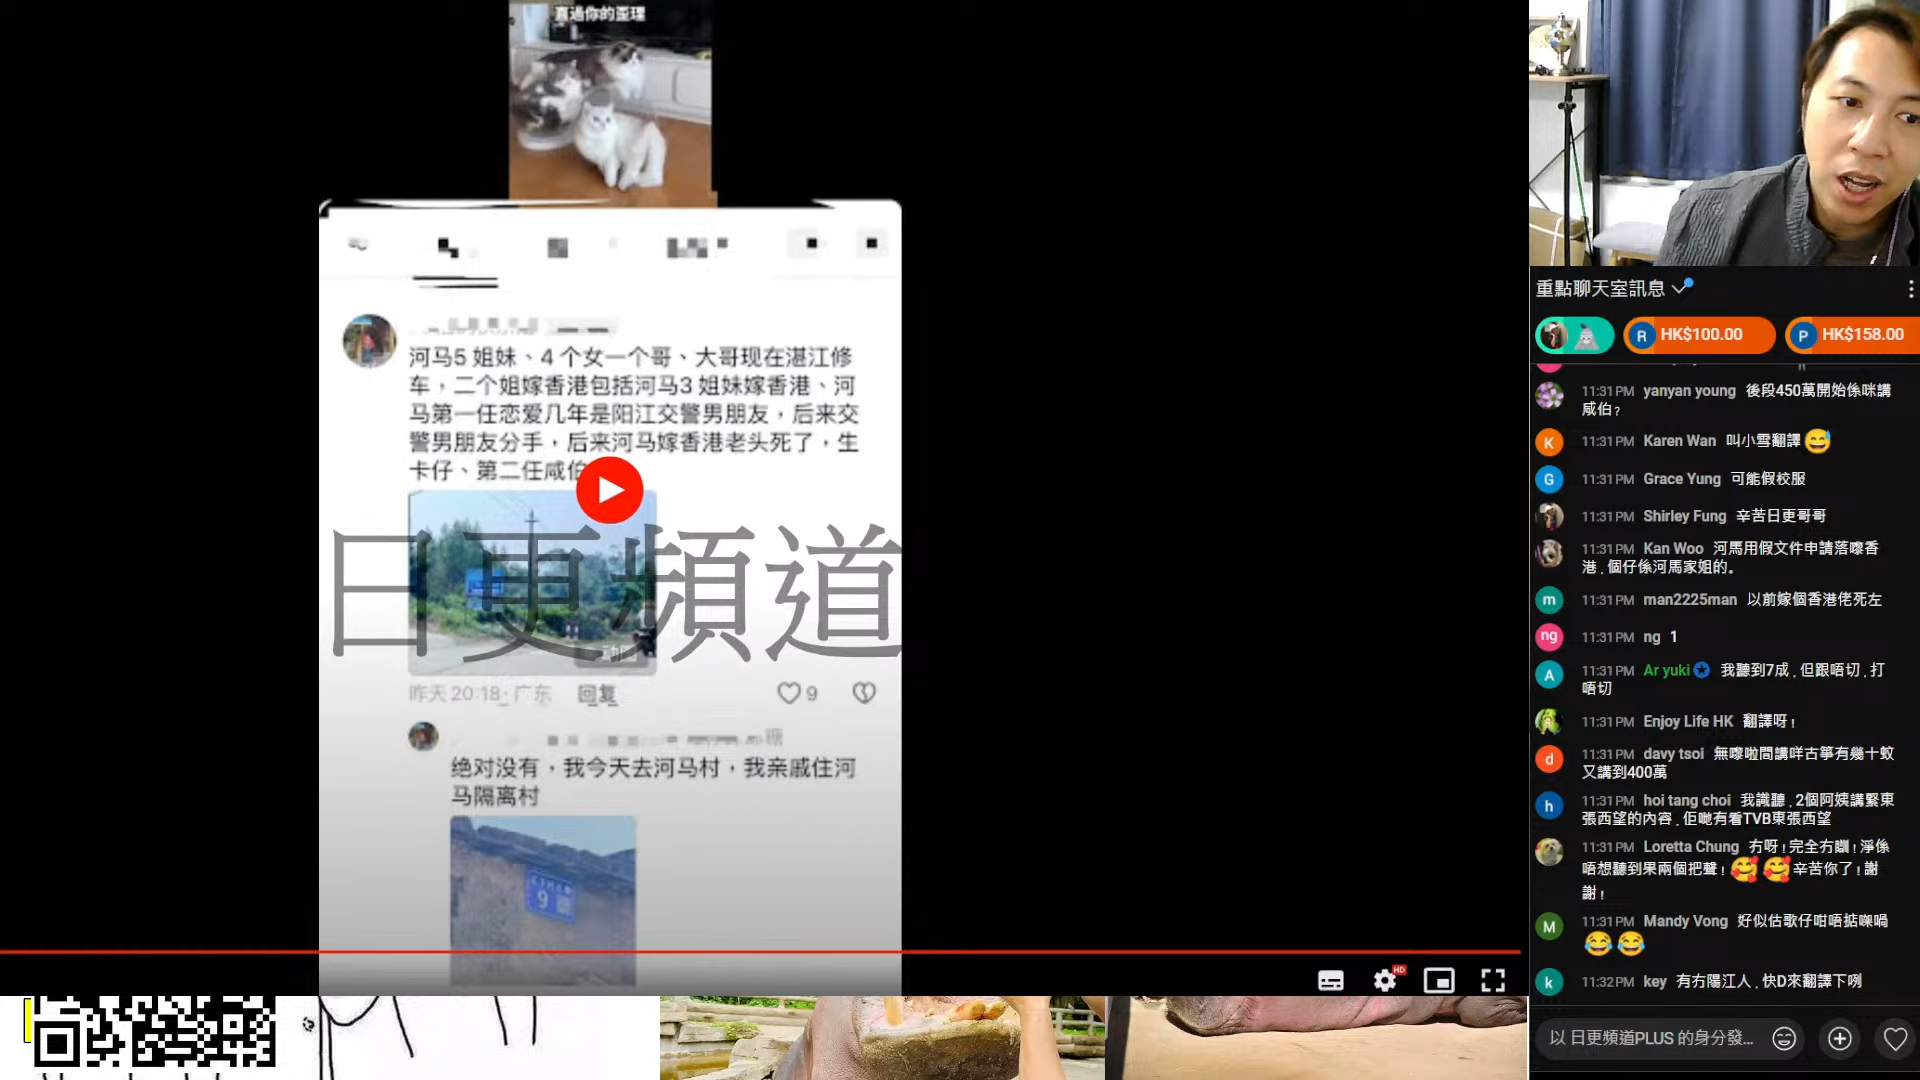 直過你的歪理
河马5 姐妹、4 个女一个哥、大哥现在湛江修
车，二个姐嫁香港包括河马3 姐妹嫁香港、河
马第一任恋爱几年是阳江交警男朋友，后来交
警男朋友分手，后来河马嫁香港老头死了，生
卡仔、第二任咸伯
日更頻道
昨天 20:18 · 广东 回复
9
绝对没有，我今天去河马村，我亲戚住河
马隔离村
9
HD
重點聊天室訊息
R HK$100.00
P HK$158.00
11:31 PM yanyan young 後段450萬開始係咪講
咸伯?
K 11:31 PM Karen Wan 叫小雪翻譯😅
G 11:31 PM Grace Yung 可能假校服
11:31 PM Shirley Fung 辛苦日更哥哥
11:31 PM Kan Woo 河馬用假文件申請落嚟香
港﹐個仔係河馬家姐的。
m 11:31 PM man2225man 以前嫁個香港佬死左
ng 11:31 PM ng 1
A 11:31 PM Ar yuki 我聽到7成﹐但跟唔切﹐打
唔切
11:31 PM Enjoy Life HK 翻譯呀!
d 11:31 PM davy tsoi 無嚟啦間講咩古箏有幾十蚊
又講到400萬
h 11:31 PM hoi tang choi 我識聽﹐2個阿姨講緊東
張西望的內容﹐佢哋有看TVB東張西望
11:31 PM Loretta Chung 冇呀!完全冇瞓!淨係
唔想聽到果兩個把聲!🥰🥰辛苦你了!謝
謝!
M 11:31 PM Mandy Vong 好似估歌仔咁唔掂㗎喎
😂😂
k 11:32 PM key 有冇陽江人﹐快D來翻譯下咧
以 日更頻道PLUS 的身分發...